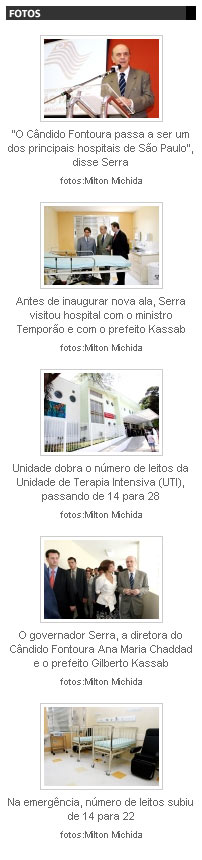 FOTOS
"O Cândido Fontoura passa a ser um
dos principais hospitais de São Paulo",
disse Serra
fotos:Milton Michida
Antes de inaugurar nova ala, Serra
visitou hospital com o ministro
Temporão e com o prefeito Kassab
fotos:Milton Michida
Unidade dobra o número de leitos da
Unidade de Terapia Intensiva (UTI),
passando de 14 para 28
fotos:Milton Michida
O governador Serra, a diretora do
Cândido Fontoura Ana Maria Chaddad
e o prefeito Gilberto Kassab
fotos:Milton Michida
Na emergência, número de leitos subiu
de 14 para 22
fotos:Milton Michida